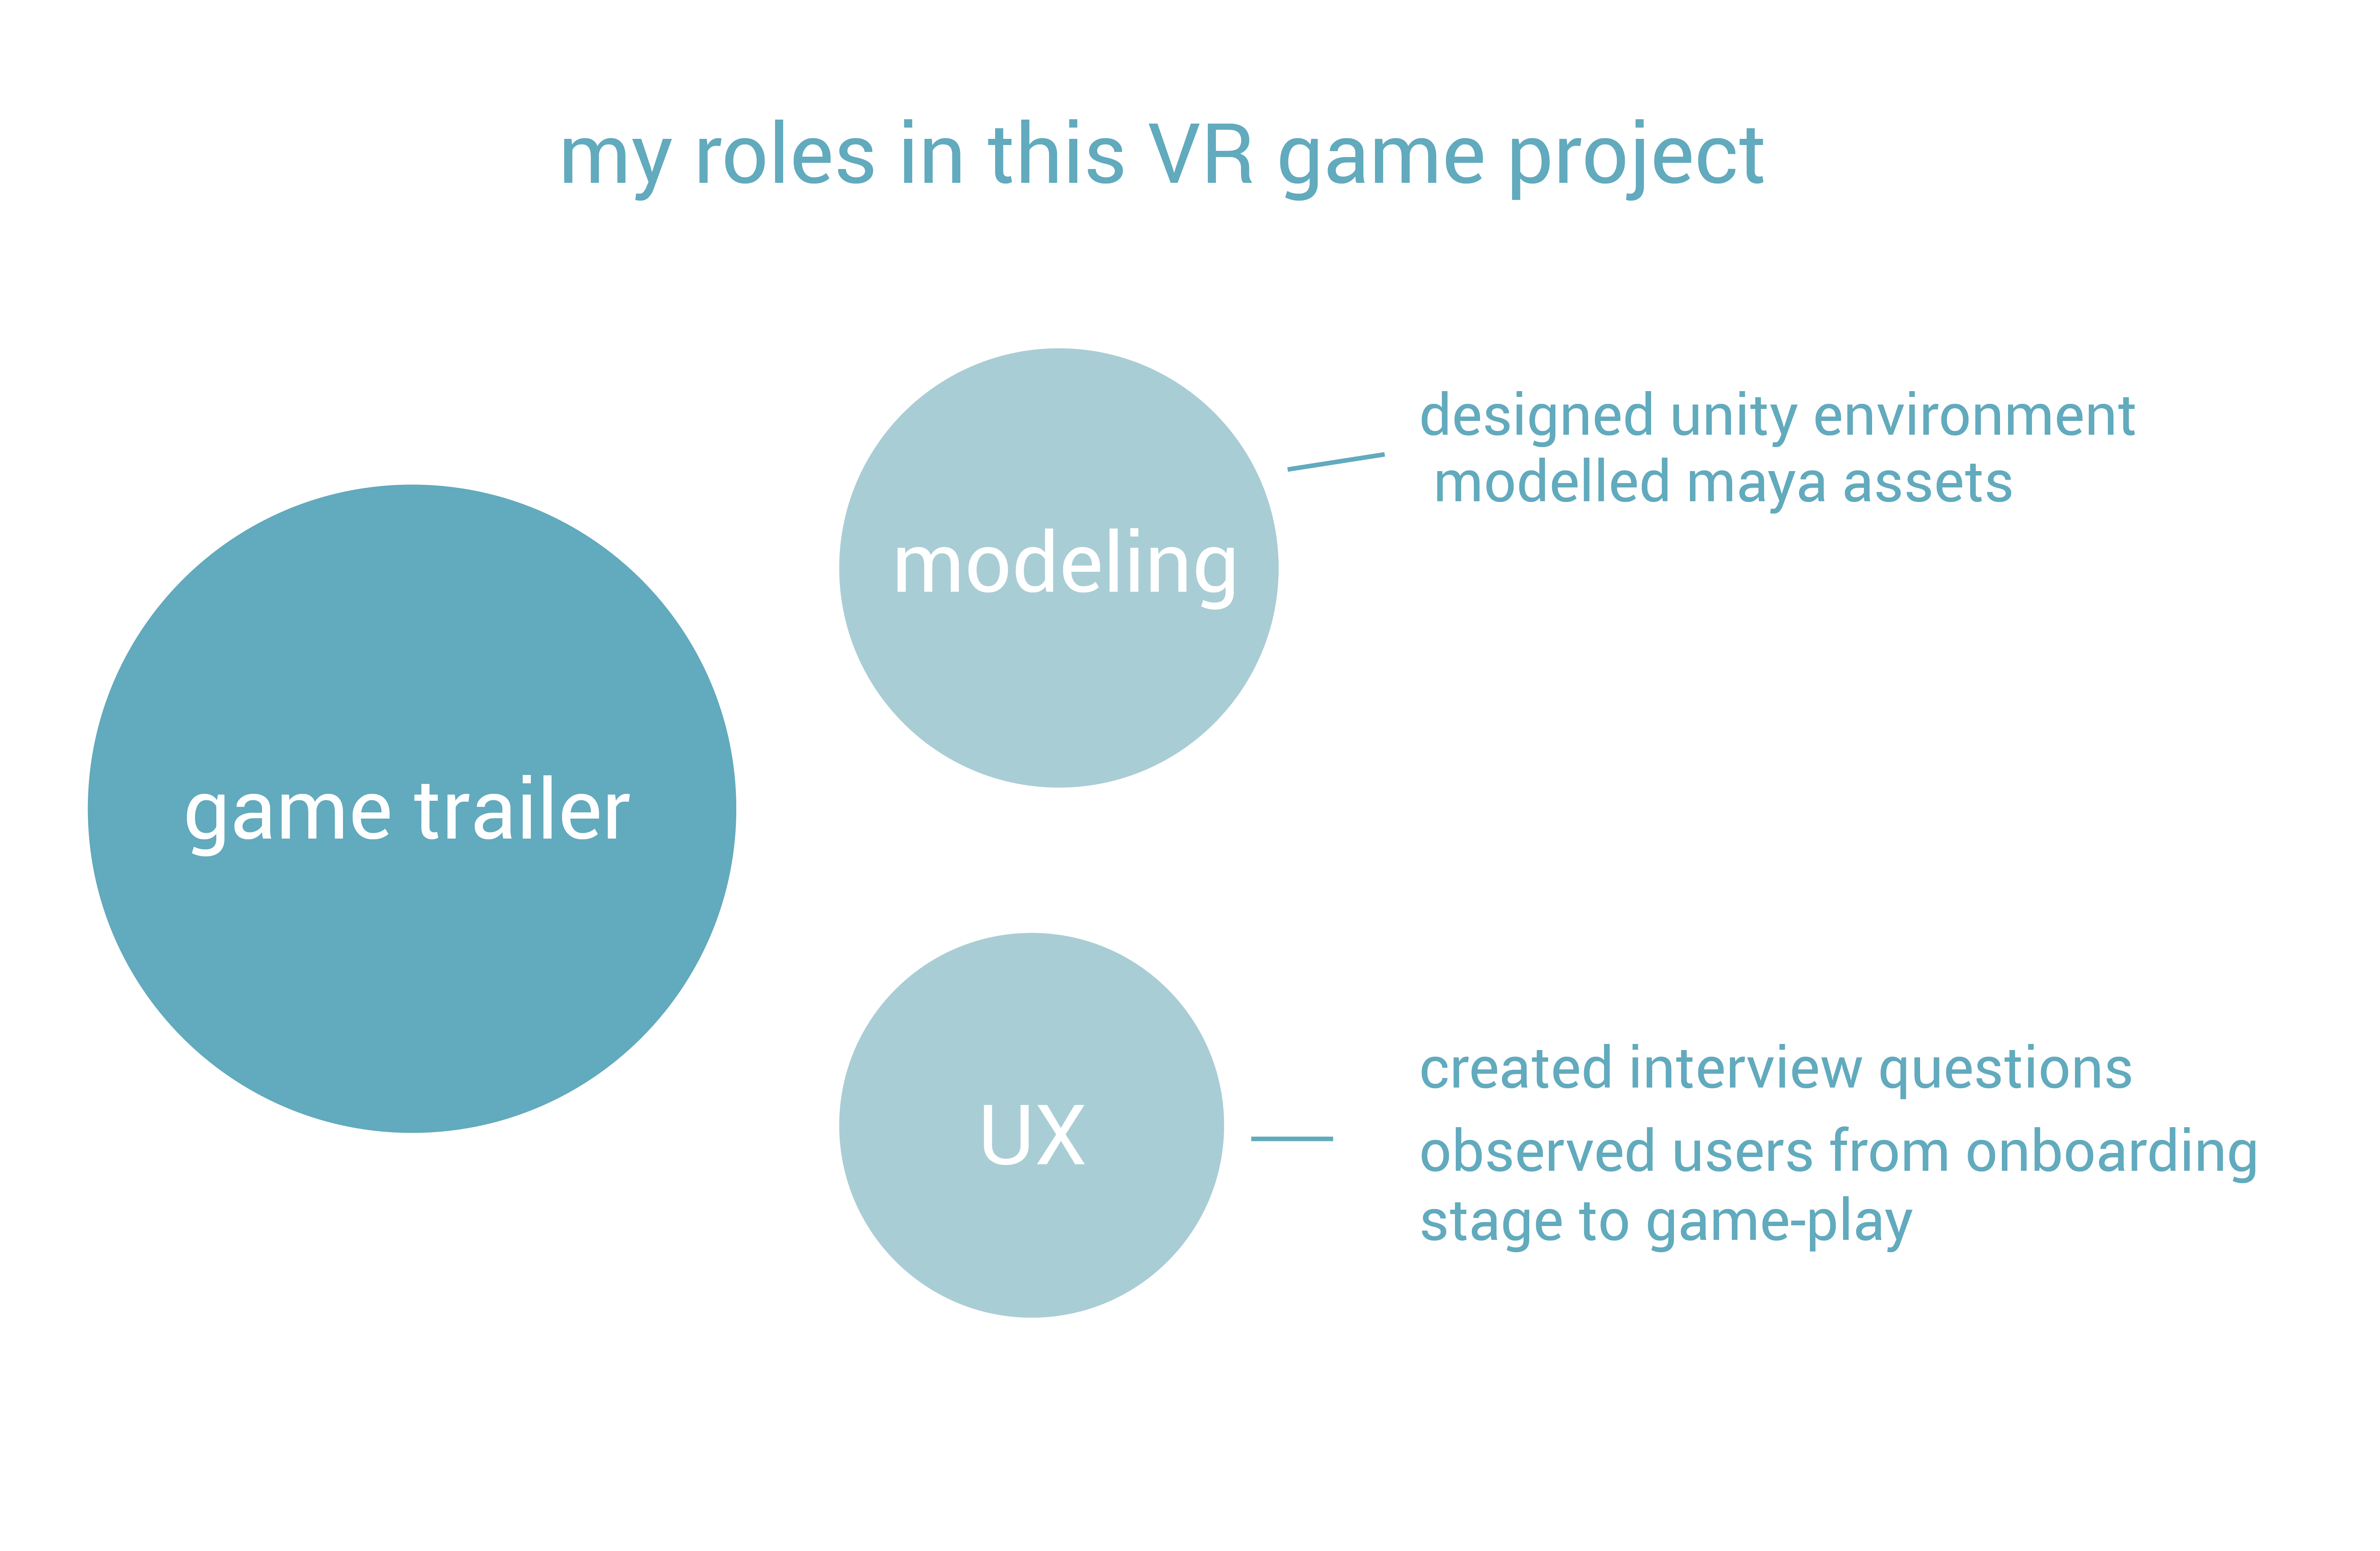 my roles in this VR game project
game trailer
modeling
designed unity environment
modelled maya assets
UX
created interview questions
observed users from onboarding
stage to game-play